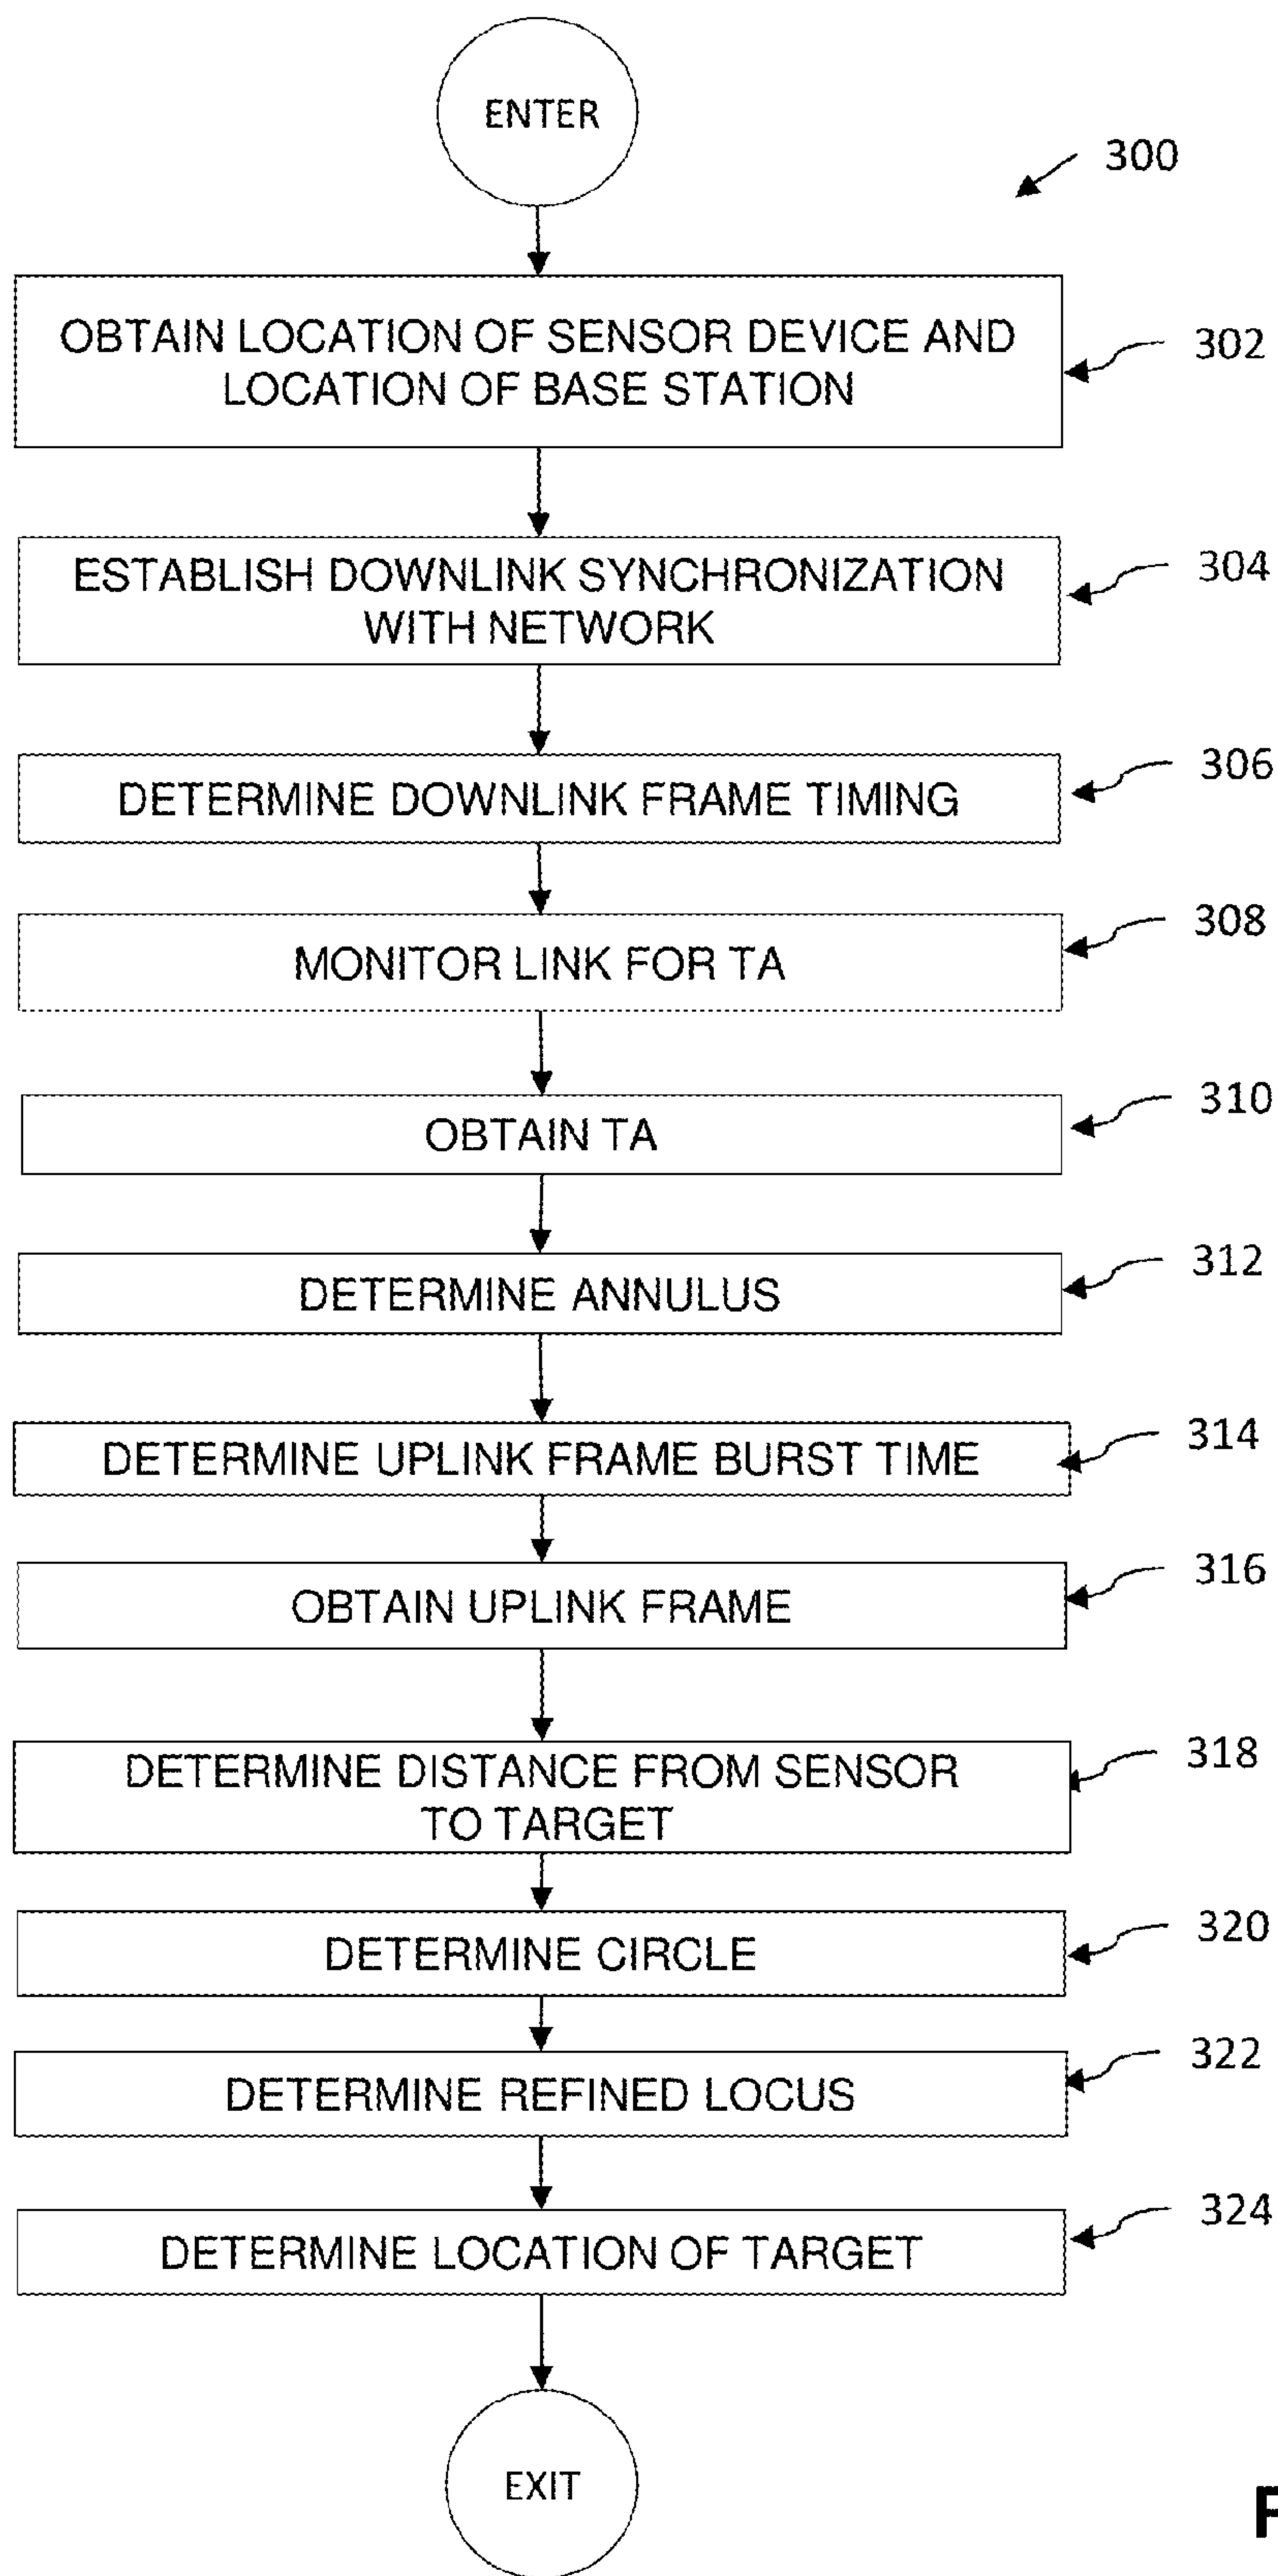 ENTER
300
OBTAIN LOCATION OF SENSOR DEVICE AND
LOCATION OF BASE STATION
302
ESTABLISH DOWNLINK SYNCHRONIZATION
WITH NETWORK
304
DETERMINE DOWNLINK FRAME TIMING
306
MONITOR LINK FOR TA
308
OBTAIN TA
310
DETERMINE ANNULUS
312
DETERMINE UPLINK FRAME BURST TIME
314
OBTAIN UPLINK FRAME
316
DETERMINE DISTANCE FROM SENSOR
TO TARGET
318
DETERMINE CIRCLE
320
DETERMINE REFINED LOCUS
322
DETERMINE LOCATION OF TARGET
324
EXIT